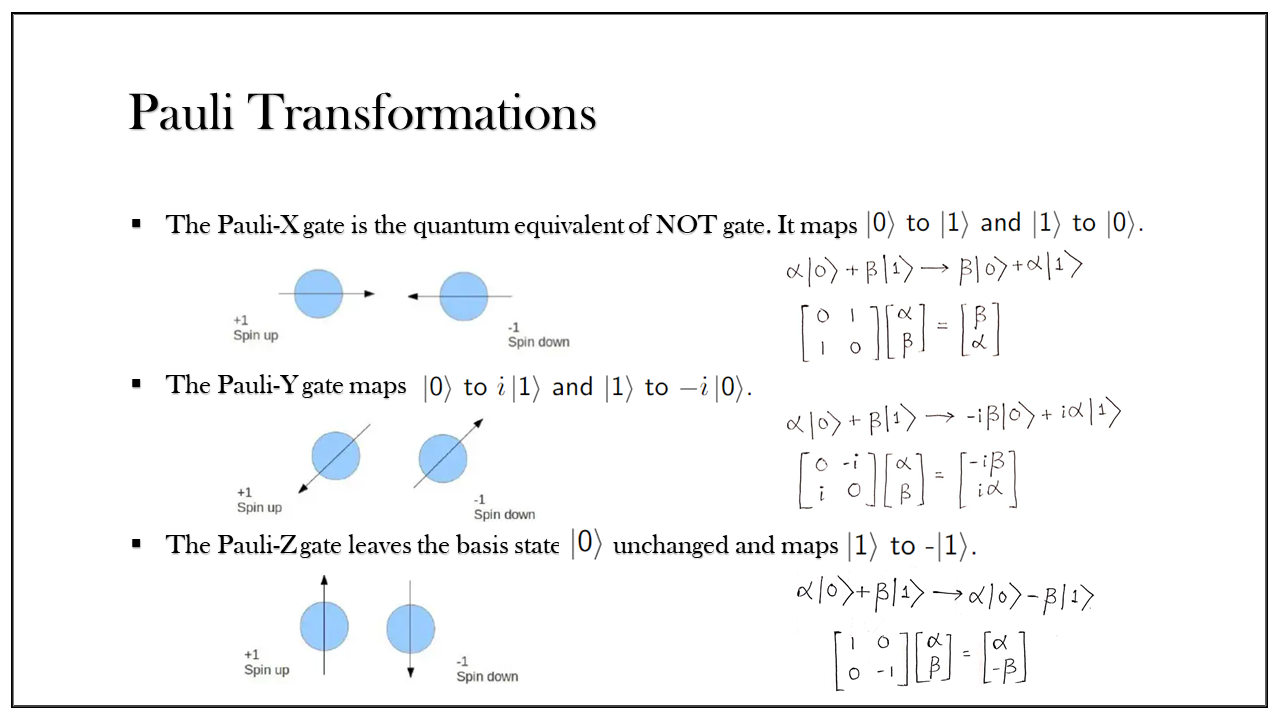 Pauli Transformations
▪ The Pauli-X gate is the quantum equivalent of NOT gate. It maps |0⟩ to |1⟩ and |1⟩ to |0⟩.
α|0⟩ + β|1⟩ → β|0⟩ + α|1⟩
[0 1
1 0] [α
β] = [β
α]
+1
Spin up
-1
Spin down
▪ The Pauli-Y gate maps |0⟩ to i|1⟩ and |1⟩ to −i|0⟩.
α|0⟩ + β|1⟩ → -iβ|0⟩ + iα|1⟩
[0 -i
i 0] [α
β] = [-iβ
iα]
+1
Spin up
-1
Spin down
▪ The Pauli-Z gate leaves the basis state |0⟩ unchanged and maps |1⟩ to -|1⟩.
α|0⟩ + β|1⟩ → α|0⟩ − β|1⟩
[1 0
0 -1] [α
β] = [α
-β]
+1
Spin up
-1
Spin down